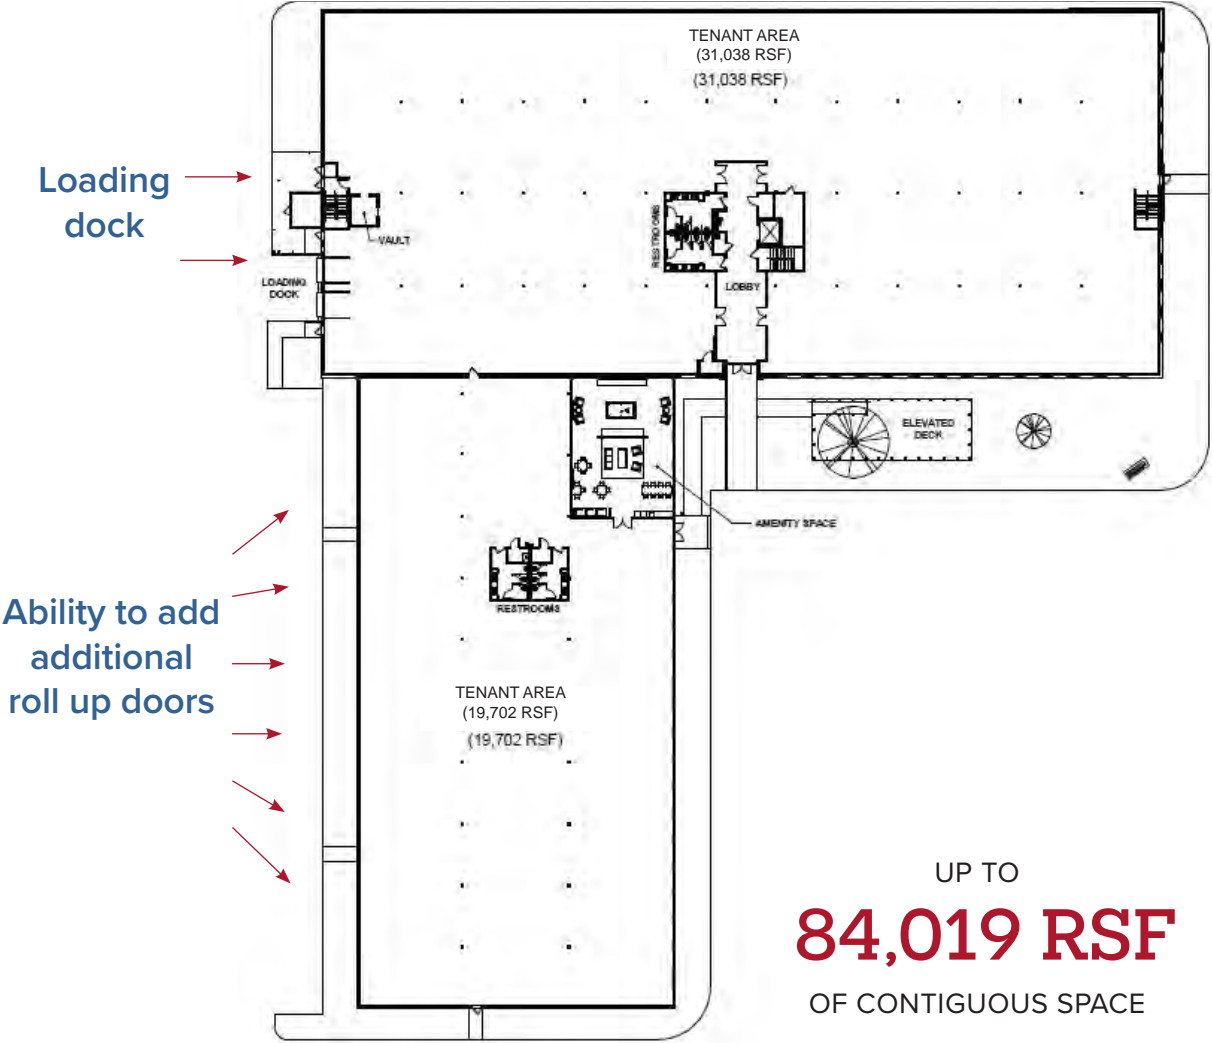 TENANT AREA
(31,038 RSF)
(31,038 RSF)
Loading
dock
RESTROOMS
VAULT
LOADING
DOCK
LOBBY
ELEVATED
DECK
AMENITY SPACE
RESTROOMS
Ability to add
additional
roll up doors
TENANT AREA
(19,702 RSF)
(19,702 RSF)
UP TO
84,019 RSF
OF CONTIGUOUS SPACE